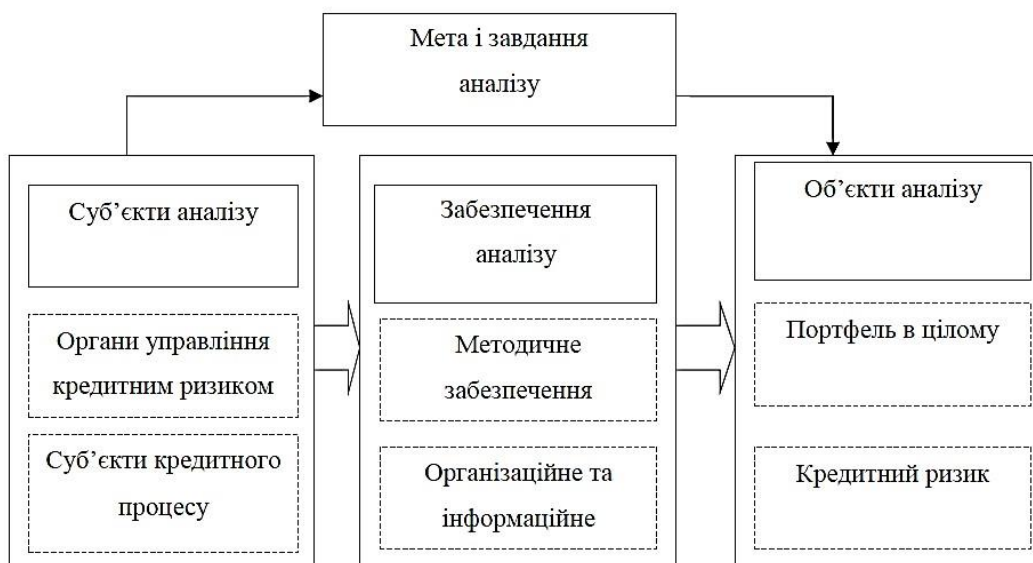 Мета і завдання
аналізу
Суб’єкти аналізу
Органи управління
кредитним ризиком
Суб’єкти кредитного
процесу
Забезпечення
аналізу
Методичне
забезпечення
Організаційне та
інформаційне
Об’єкти аналізу
Портфель в цілому
Кредитний ризик